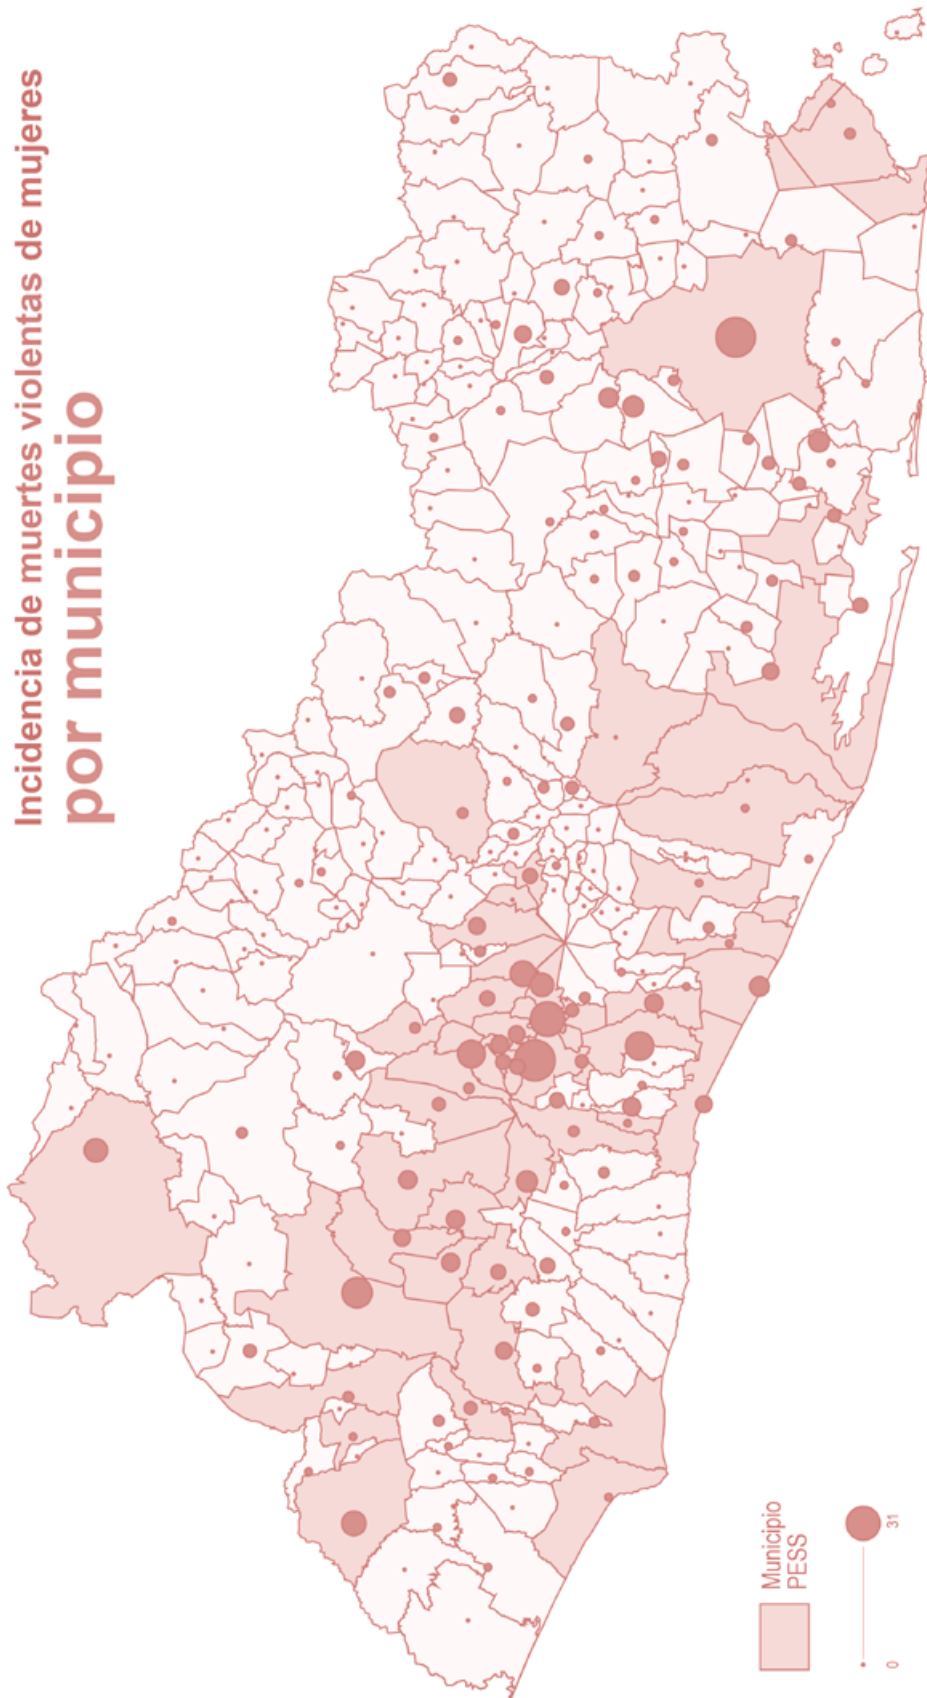 Incidencia de muertes violentas de mujeres
por municipio
Municipio
PESS
0
31